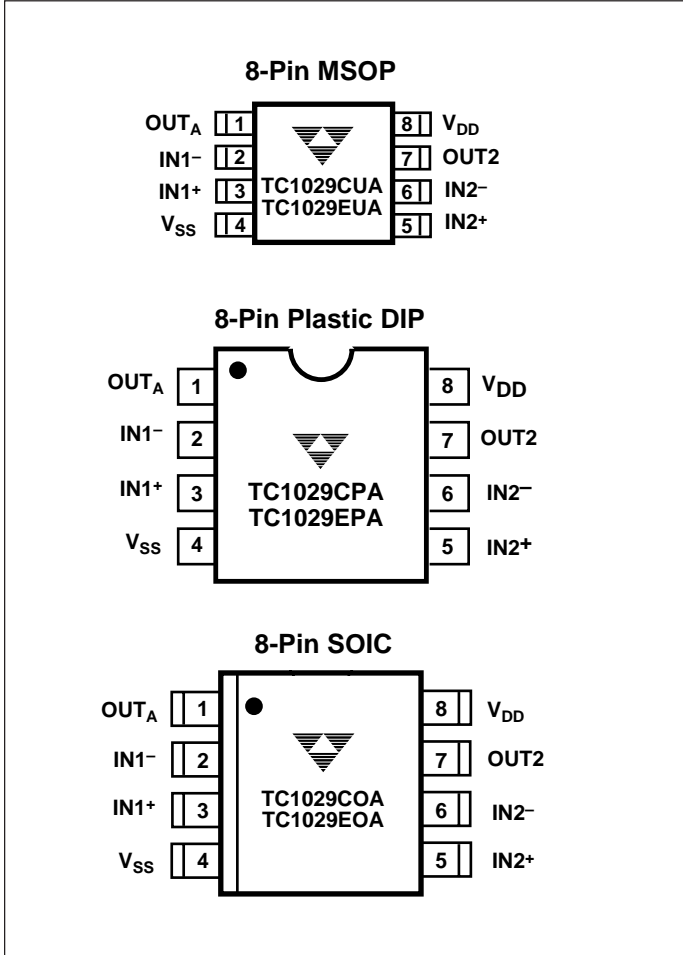 8-Pin MSOP
OUTA 1 8 VDD
IN1– 2 7 OUT2
IN1+ 3 TC1029CUA 6 IN2–
VSS 4 TC1029EUA 5 IN2+
8-Pin Plastic DIP
OUTA 1 8 VDD
IN1– 2 7 OUT2
IN1+ 3 TC1029CPA 6 IN2–
TC1029EPA
VSS 4 5 IN2+
8-Pin SOIC
OUTA 1 8 VDD
IN1– 2 7 OUT2
IN1+ 3 TC1029COA 6 IN2–
TC1029EOA
VSS 4 5 IN2+